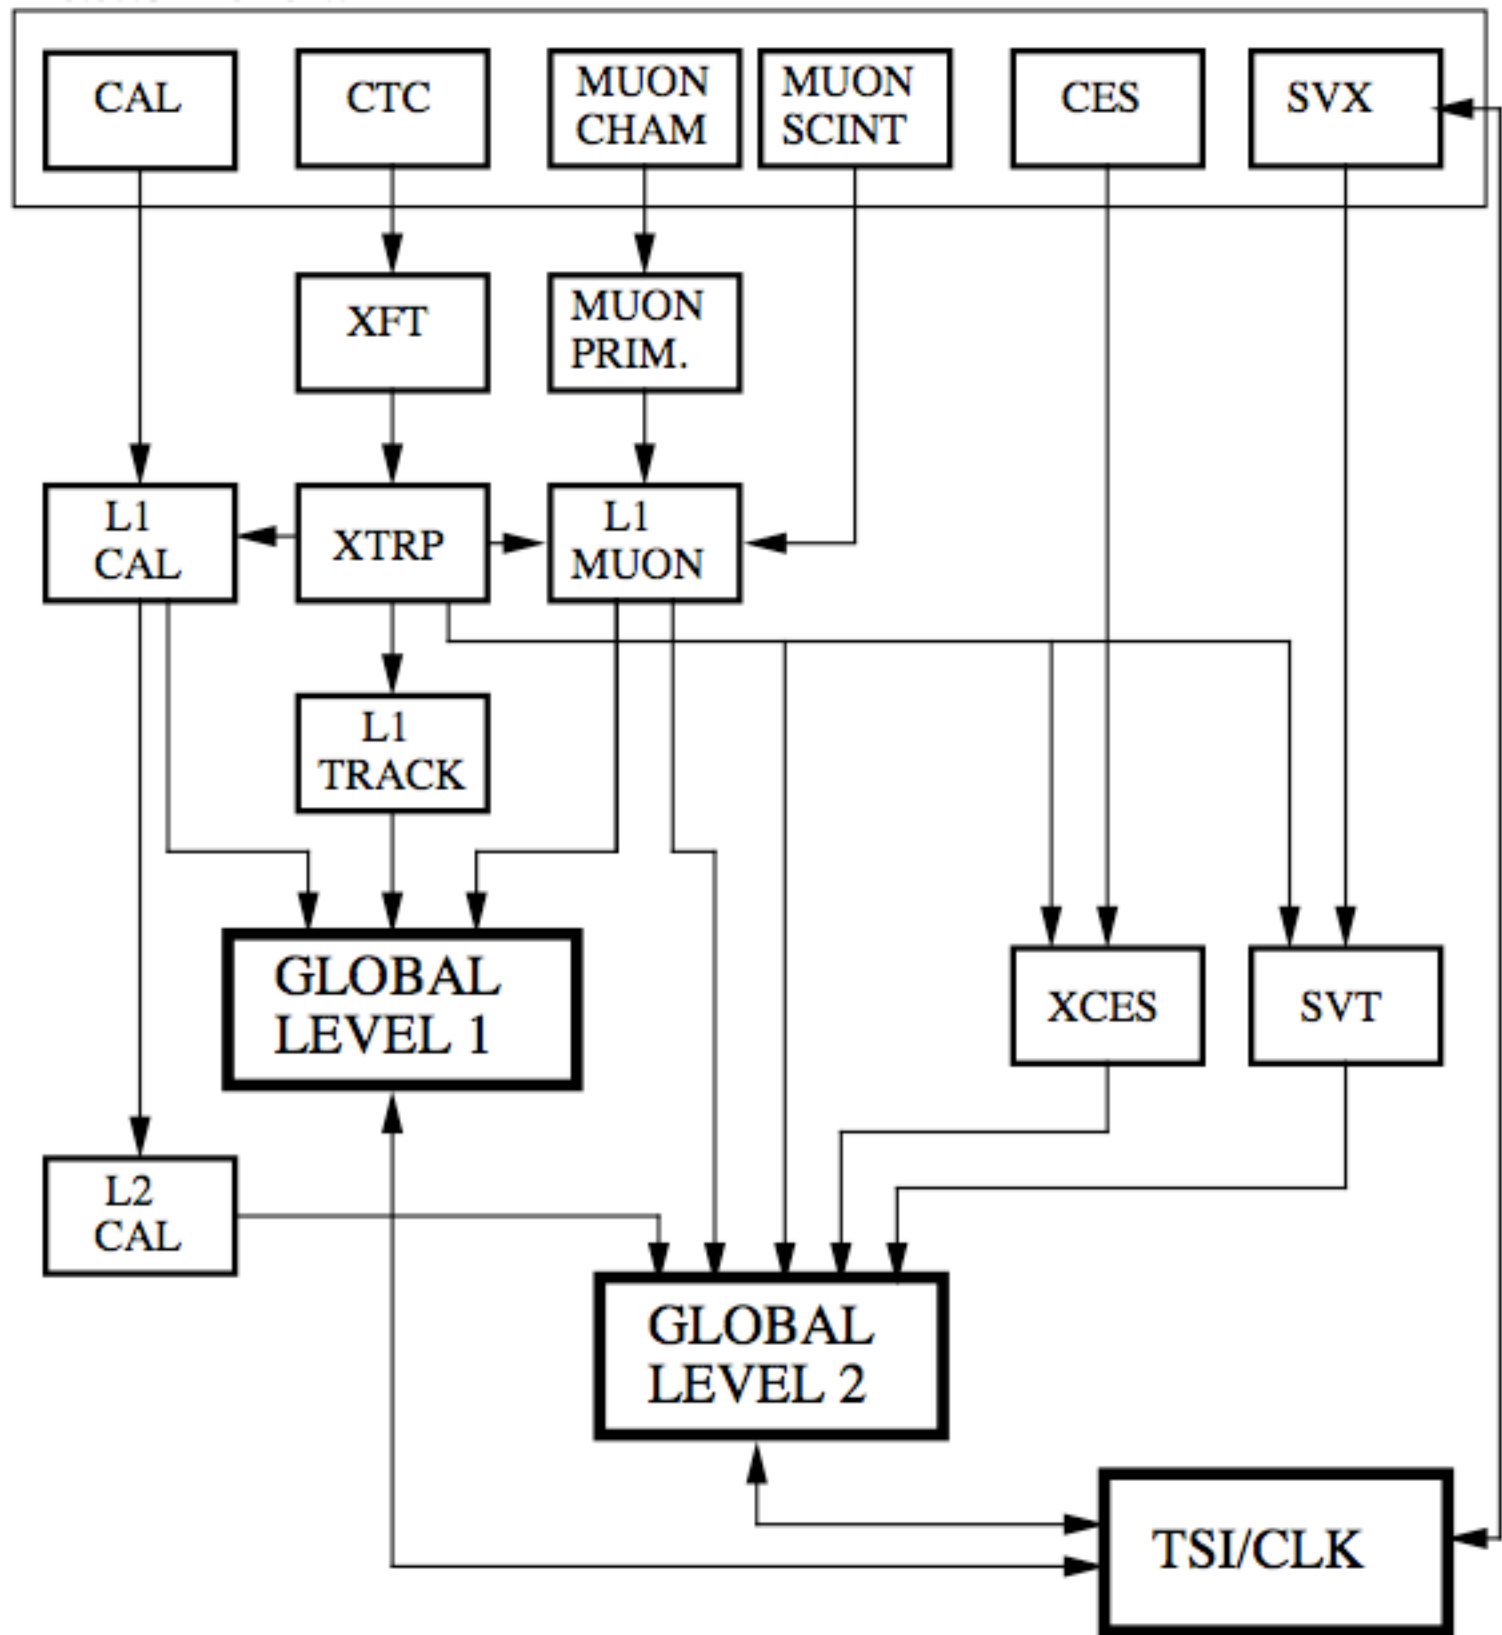 CAL
CTC
MUON
CHAM
MUON
SCINT
CES
SVX
XFT
MUON
PRIM.
L1
CAL
XTRP
L1
MUON
L1
TRACK
GLOBAL
LEVEL 1
XCES
SVT
L2
CAL
GLOBAL
LEVEL 2
TSI/CLK